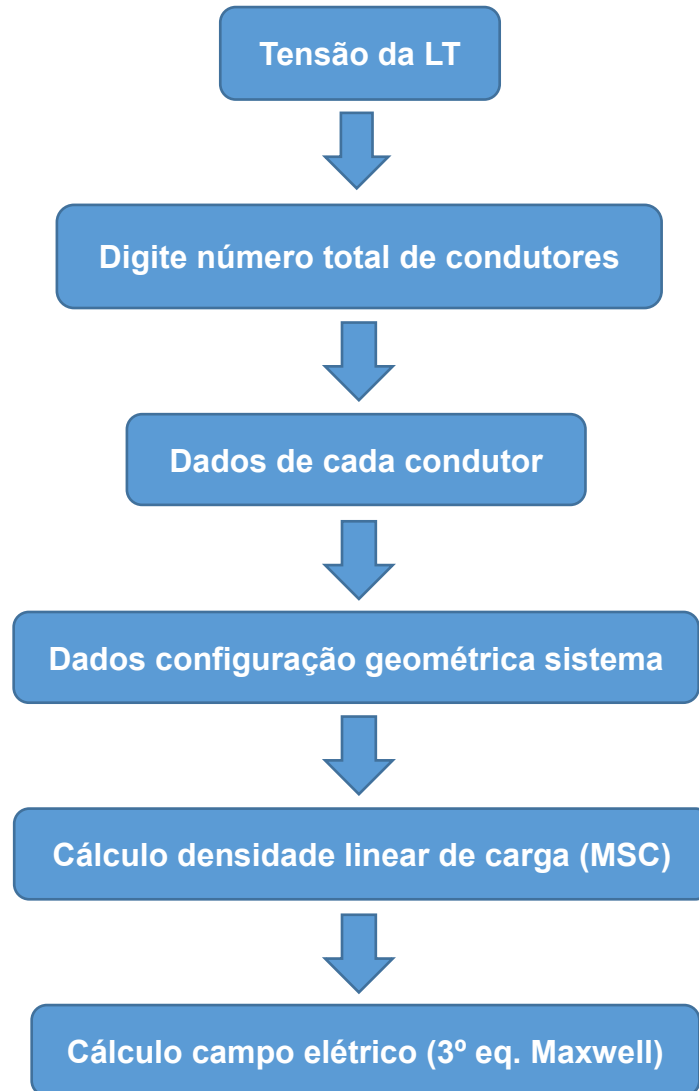 Tensão da LT
Digite número total de condutores
Dados de cada condutor
Dados configuração geométrica sistema
Cálculo densidade linear de carga (MSC)
Cálculo campo elétrico (3º eq. Maxwell)